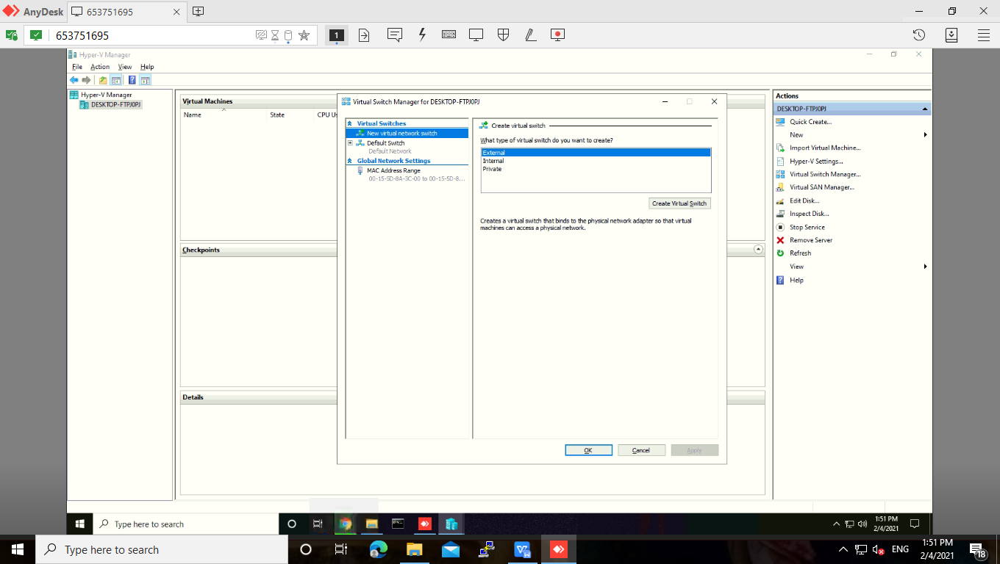 AnyDesk
653751695
653751695
1
Hyper-V Manager
File Action View Help
Hyper-V Manager
DESKTOP-FTPJ0PJ
Virtual Machines
Name State CPU Us
Checkpoints
Details
Virtual Switch Manager for DESKTOP-FTPJ0PJ
Virtual Switches
New virtual network switch
Default Switch
Default Network
Global Network Settings
MAC Address Range
00-15-5D-8A-3C-00 to 00-15-5D-8...
Create virtual switch
What type of virtual switch do you want to create?
External
Internal
Private
Create Virtual Switch
Creates a virtual switch that binds to the physical network adapter so that virtual
machines can access a physical network.
OK Cancel Apply
Actions
DESKTOP-FTPJ0PJ
Quick Create...
New
Import Virtual Machine...
Hyper-V Settings...
Virtual Switch Manager...
Virtual SAN Manager...
Edit Disk...
Inspect Disk...
Stop Service
Remove Server
Refresh
View
Help
Type here to search
1:51 PM
2/4/2021
Type here to search
ENG
1:51 PM
2/4/2021
18